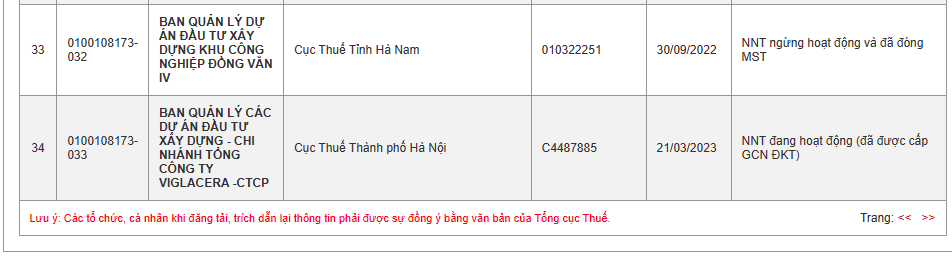 33
0100108173-
032
BAN QUẢN LÝ DỰ
ÁN ĐẦU TƯ XÂY
DỰNG KHU CÔNG
NGHIỆP ĐỒNG VĂN
IV
Cục Thuế Tỉnh Hà Nam
010322251
30/09/2022
NNT ngừng hoạt động và đã đóng
MST
34
0100108173-
033
BAN QUẢN LÝ CÁC
DỰ ÁN ĐẦU TƯ
XÂY DỰNG - CHI
NHÁNH TỔNG
CÔNG TY
VIGLACERA -CTCP
Cục Thuế Thành phố Hà Nội
C4487885
21/03/2023
NNT đang hoạt động (đã được cấp
GCN ĐKT)
Lưu ý: Các tổ chức, cá nhân khi đăng tải, trích dẫn lại thông tin phải được sự đồng ý bằng văn bản của Tổng cục Thuế.
Trang: << >>